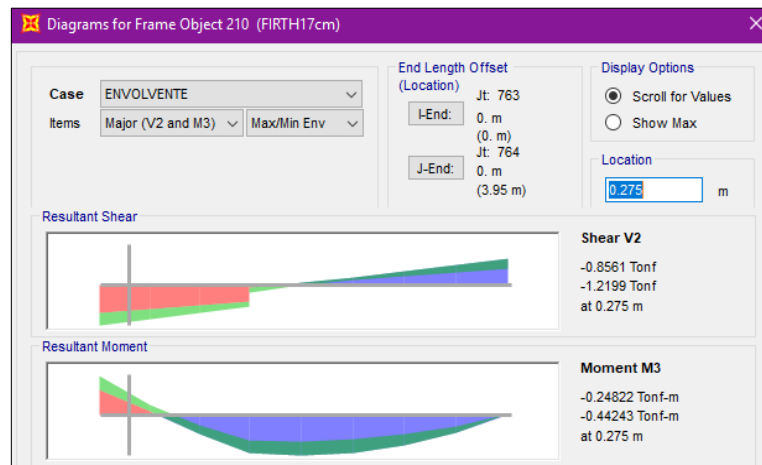 Diagrams for Frame Object 210 (FIRTH17cm)
Case ENVOLVENTE
Items Major (V2 and M3) Max/Min Env
End Length Offset
(Location)
Jt: 763
I-End: 0. m
(0. m)
Jt: 764
J-End: 0. m
(3.95 m)
Display Options
Scroll for Values
Show Max
Location
0.275 m
Resultant Shear
Shear V2
-0.8561 Tonf
-1.2199 Tonf
at 0.275 m
Resultant Moment
Moment M3
-0.24822 Tonf-m
-0.44243 Tonf-m
at 0.275 m